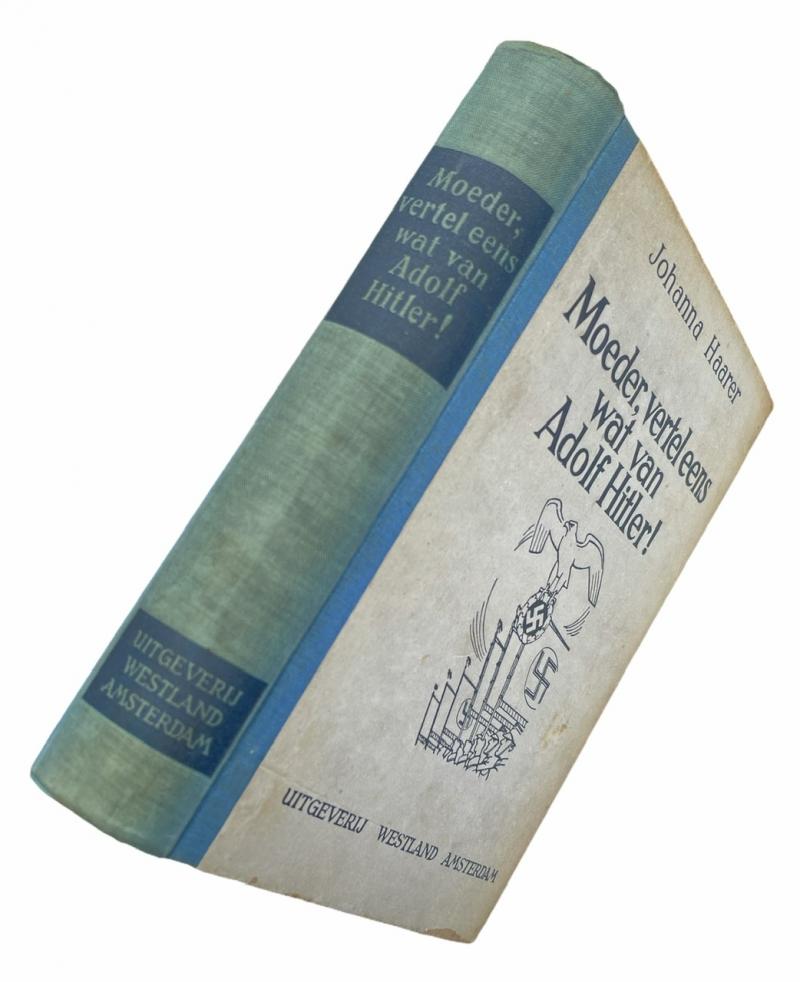 Moeder,
vertel eens
wat van
Adolf
Hitler!
UITGEVERIJ
WESTLAND
AMSTERDAM
Johanna Haarer
Moeder, vertel eens
wat van
Adolf Hitler!
UITGEVERIJ WESTLAND AMSTERDAM